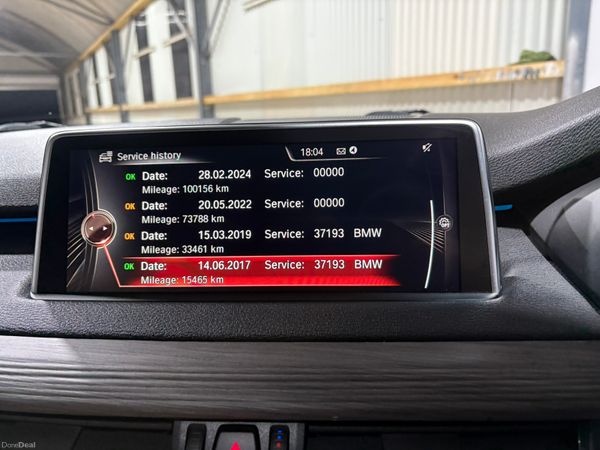 Service history
18:04
OK Date: 28.02.2024 Service: 00000
Mileage: 100156 km
OK Date: 20.05.2022 Service: 00000
Mileage: 73788 km
OK Date: 15.03.2019 Service: 37193 BMW
Mileage: 33461 km
OK Date: 14.06.2017 Service: 37193 BMW
Mileage: 15465 km
DoneDeal